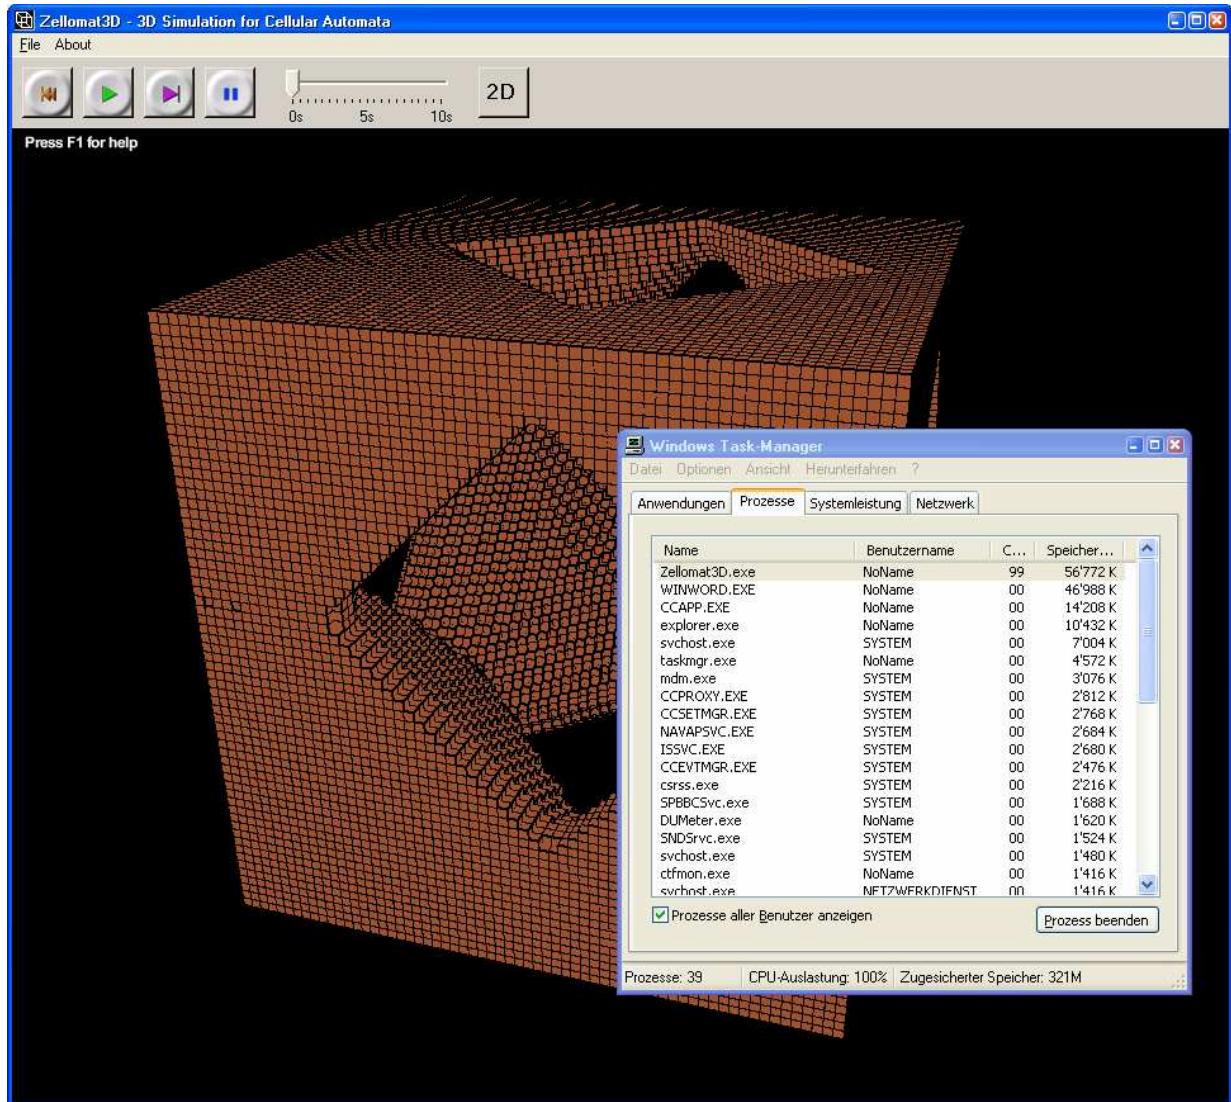 Zellomat3D - 3D Simulation for Cellular Automata
File About
2D
0s 5s 10s
Press F1 for help
Windows Task-Manager
Datei Optionen Ansicht Herunterfahren ?
Anwendungen Prozesse Systemleistung Netzwerk
Name Benutzername C... Speicher...
Zellomat3D.exe NoName 99 56'772 K
WINWORD.EXE NoName 00 46'988 K
CCAPP.EXE NoName 00 14'208 K
explorer.exe NoName 00 10'432 K
svchost.exe SYSTEM 00 7'004 K
taskmgr.exe NoName 00 4'572 K
mdm.exe SYSTEM 00 3'076 K
CCPROXY.EXE SYSTEM 00 2'812 K
CCSETMGR.EXE SYSTEM 00 2'768 K
NAVAPSVC.EXE SYSTEM 00 2'684 K
ISSVC.EXE SYSTEM 00 2'680 K
CCEVTMGR.EXE SYSTEM 00 2'476 K
csrss.exe SYSTEM 00 2'216 K
SPBBCSvc.exe SYSTEM 00 1'688 K
DUMeter.exe NoName 00 1'620 K
SNDSrvc.exe SYSTEM 00 1'524 K
svchost.exe SYSTEM 00 1'480 K
ctfmon.exe NoName 00 1'416 K
svchost.exe NETZWERKDIENST 00 1'416 K
Prozesse aller Benutzer anzeigen
Prozess beenden
Prozesse: 39 CPU-Auslastung: 100% Zugesicherter Speicher: 321M